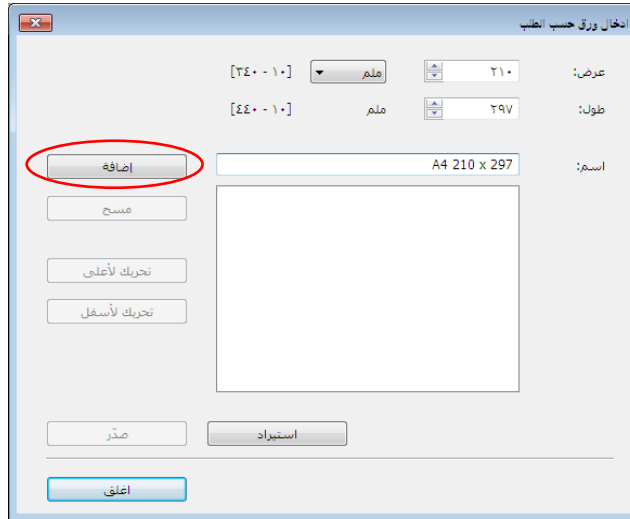 ادخال ورق حسب الطلب
عرض: ٢١٠ ملم [١٠ - ٣٤٠]
طول: ٢٩٧ ملم [١٠ - ٤٤٠]
اسم: A4 210 x 297 إضافة
مسح
تحريك لأعلى
تحريك لأسفل
استيراد صدّر
اغلق